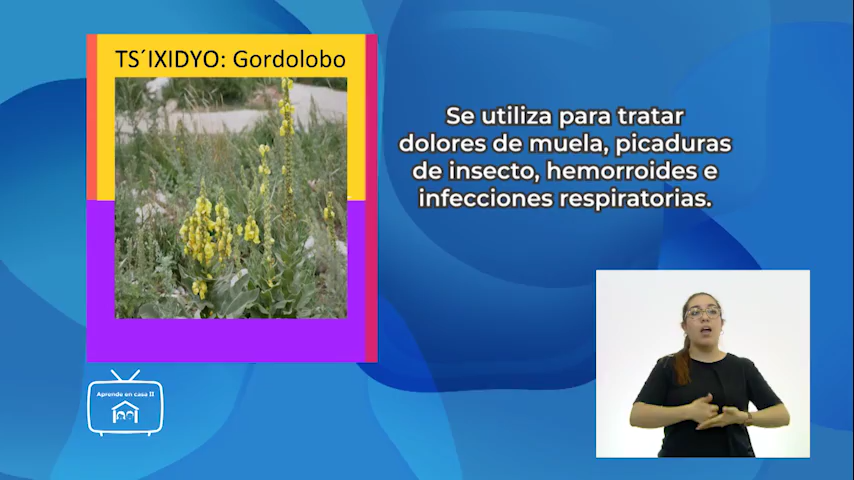 TS´IXIDYO: Gordolobo
Se utiliza para tratar
dolores de muela, picaduras
de insecto, hemorroides e
infecciones respiratorias.
Aprende en casa II